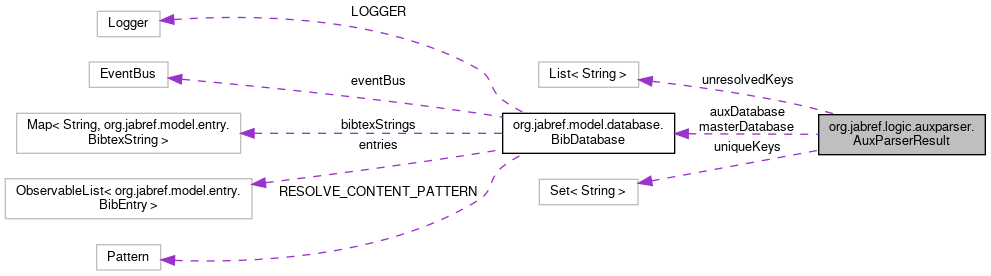 LOGGER
Logger
EventBus
eventBus
List< String >
unresolvedKeys
Map< String, org.jabref.model.entry.
BibtexString >
bibtexStrings
entries
org.jabref.model.database.
BibDatabase
auxDatabase
masterDatabase
org.jabref.logic.auxparser.
AuxParserResult
uniqueKeys
ObservableList< org.jabref.model.entry.
BibEntry >
RESOLVE_CONTENT_PATTERN
Set< String >
Pattern